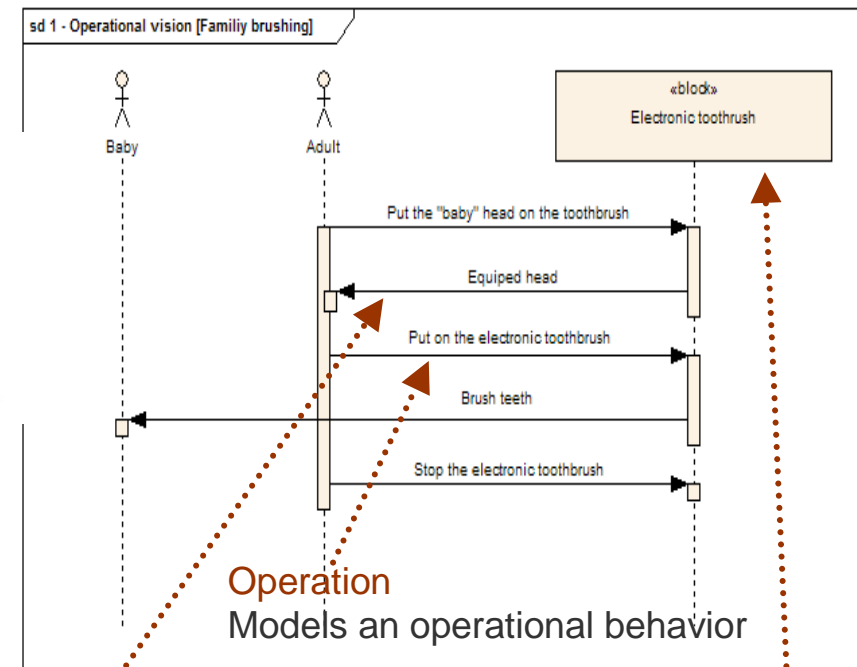 sd 1 - Operational vision [Familiy brushing]
«block»
Electronic toothrush
Baby
Adult
Put the "baby" head on the toothbrush
Equiped head
Put on the electronic toothbrush
Brush teeth
Stop the electronic toothbrush
Operation
Models an operational behavior